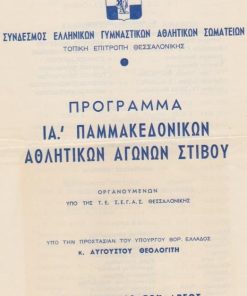 ΣΥΝΔΕΣΜΟΣ ΕΛΛΗΝΙΚΩΝ ΓΥΜΝΑΣΤΙΚΩΝ ΑΘΛΗΤΙΚΩΝ ΣΩΜΑΤΕΙΩΝ
ΤΟΠΙΚΗ ΕΠΙΤΡΟΠΗ ΘΕΣΣΑΛΟΝΙΚΗΣ
ΠΡΟΓΡΑΜΜΑ
ΙΑ.' ΠΑΜΜΑΚΕΔΟΝΙΚΩΝ
ΑΘΛΗΤΙΚΩΝ ΑΓΩΝΩΝ ΣΤΙΒΟΥ
ΟΡΓΑΝΟΥΜΕΝΩΝ
ΥΠΟ ΤΗΣ Τ.Ε. Σ.Ε.Γ.Α.Σ. ΘΕΣΣΑΛΟΝΙΚΗΣ
ΥΠΟ ΤΗΝ ΠΡΟΣΤΑΣΙΑΝ ΤΟΥ ΥΠΟΥΡΓΟΥ ΒΟΡ. ΕΛΛΑΔΟΣ
κ. ΑΥΓΟΥΣΤΟΥ ΘΕΟΛΟΓΙΤΗ